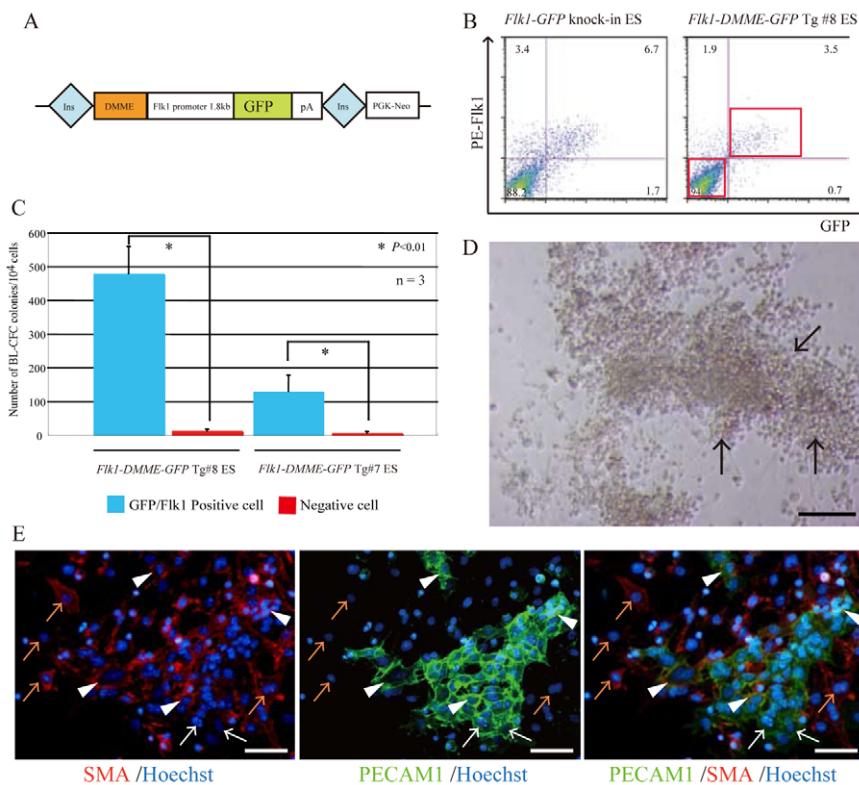 A
Ins
DMME
Flk1 promoter 1.8kb
GFP
pA
Ins
PGK-Neo
B
Flk1-GFP knock-in ES
Flk1-DMME-GFP Tg #8 ES
PE-Flk1
3.4
6.7
88.2
1.7
1.9
3.5
0.7
GFP
C
Number of BL-CFC colonies/10⁴ cells
600
500
400
300
200
100
0
*
*
* P<0.01
n = 3
Flk1-DMME-GFP Tg#8 ES
Flk1-DMME-GFP Tg#7 ES
GFP/Flk1 Positive cell
Negative cell
D
E
SMA /Hoechst
PECAM1 /Hoechst
PECAM1 /SMA /Hoechst